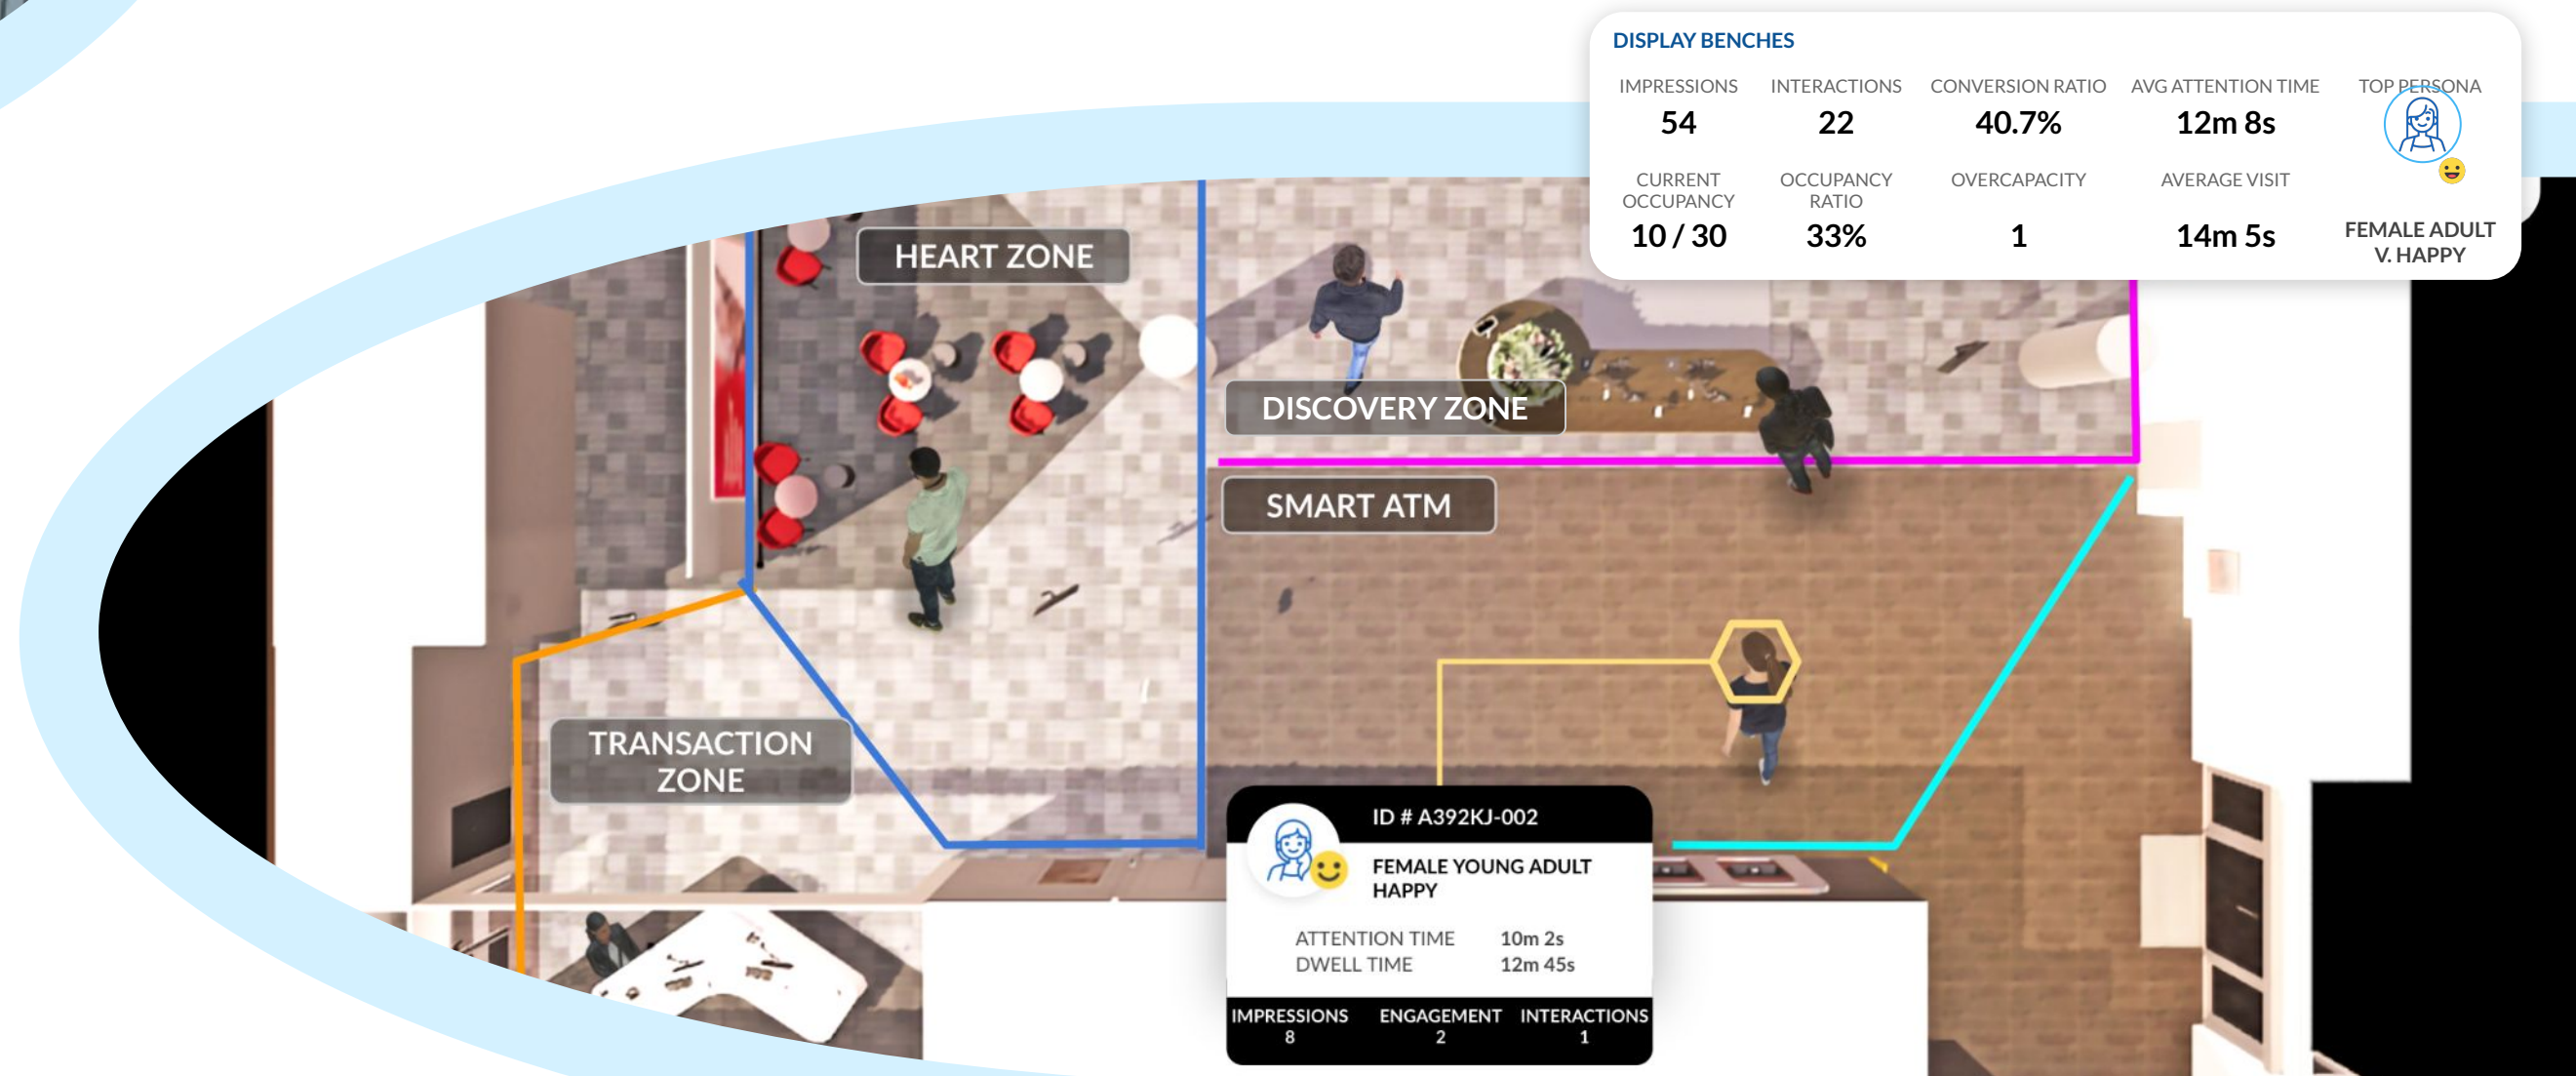 DISPLAY BENCHES
IMPRESSIONS
54
INTERACTIONS
22
CONVERSION RATIO
40.7%
AVG ATTENTION TIME
12m 8s
TOP PERSONA
CURRENT
OCCUPANCY
10 / 30
OCCUPANCY
RATIO
33%
OVERCAPACITY
1
AVERAGE VISIT
14m 5s
FEMALE ADULT
V. HAPPY
HEART ZONE
DISCOVERY ZONE
SMART ATM
TRANSACTION
ZONE
ID # A392KJ-002
FEMALE YOUNG ADULT
HAPPY
ATTENTION TIME 10m 2s
DWELL TIME 12m 45s
IMPRESSIONS
8
ENGAGEMENT
2
INTERACTIONS
1